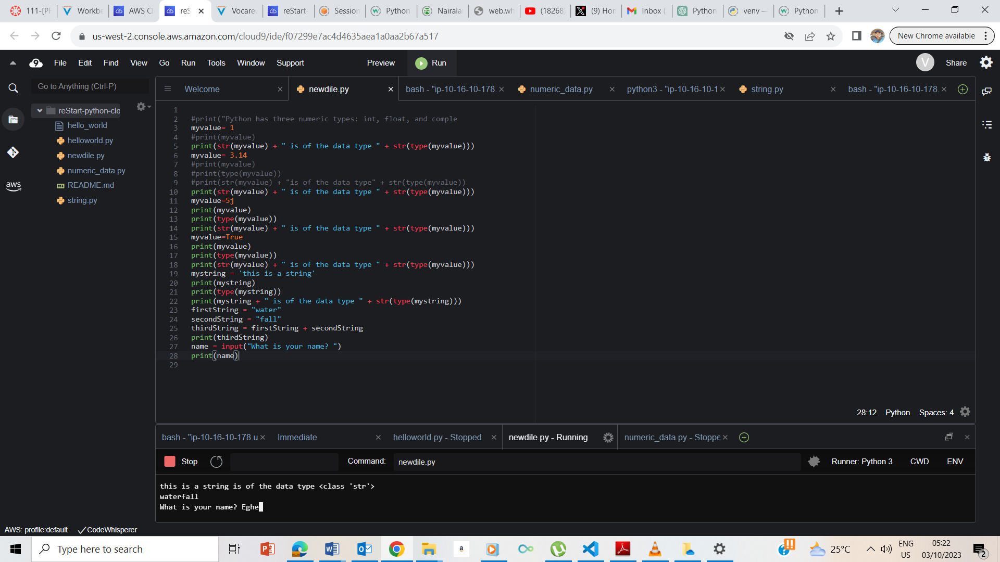 111-[PF
Workbe
AWS Cl
reS
Vocareu
reStart-
Session
Python
Nairalan
web.wh
(18268)
(9) Hom
Inbox (
Python
venv —
Python
us-west-2.console.aws.amazon.com/cloud9/ide/f07299e7ac4d4635aea1a0aa2b67a517
New Chrome available
File Edit Find View Go Run Tools Window Support Preview Run
V Share
Go to Anything (Ctrl-P)
Welcome
newdile.py
bash - "ip-10-16-10-178.
numeric_data.py
python3 - "ip-10-16-10-1
string.py
bash - "ip-10-16-10-178.
reStart-python-clo
hello_world
helloworld.py
newdile.py
numeric_data.py
README.md
string.py
aws
1
2 #print("Python has three numeric types: int, float, and comple
3 myvalue= 1
4 #print(myvalue)
5 print(str(myvalue) + " is of the data type " + str(type(myvalue)))
6 myvalue= 3.14
7 #print(myvalue)
8 #print(type(myvalue))
9 #print(str(myvalue) + "is of the data type" + str(type(myvalue))
10 print(str(myvalue) + " is of the data type " + str(type(myvalue)))
11 myvalue=5j
12 print(myvalue)
13 print(type(myvalue))
14 print(str(myvalue) + " is of the data type " + str(type(myvalue)))
15 myvalue=True
16 print(myvalue)
17 print(type(myvalue))
18 print(str(myvalue) + " is of the data type " + str(type(myvalue)))
19 mystring = 'this is a string'
20 print(mystring)
21 print(type(mystring))
22 print(mystring + " is of the data type " + str(type(mystring)))
23 firstString = "water"
24 secondString = "fall"
25 thirdString = firstString + secondString
26 print(thirdString)
27 name = input("What is your name? ")
28 print(name)
29
28:12 Python Spaces: 4
bash - "ip-10-16-10-178.u
Immediate
helloworld.py - Stopped
newdile.py - Running
numeric_data.py - Stoppe
Stop
Command: newdile.py
Runner: Python 3 CWD ENV
this is a string is of the data type <class 'str'>
waterfall
What is your name? Eghe
AWS: profile:default CodeWhisperer
Type here to search
a
25°C
ENG
US
05:22
03/10/2023
2